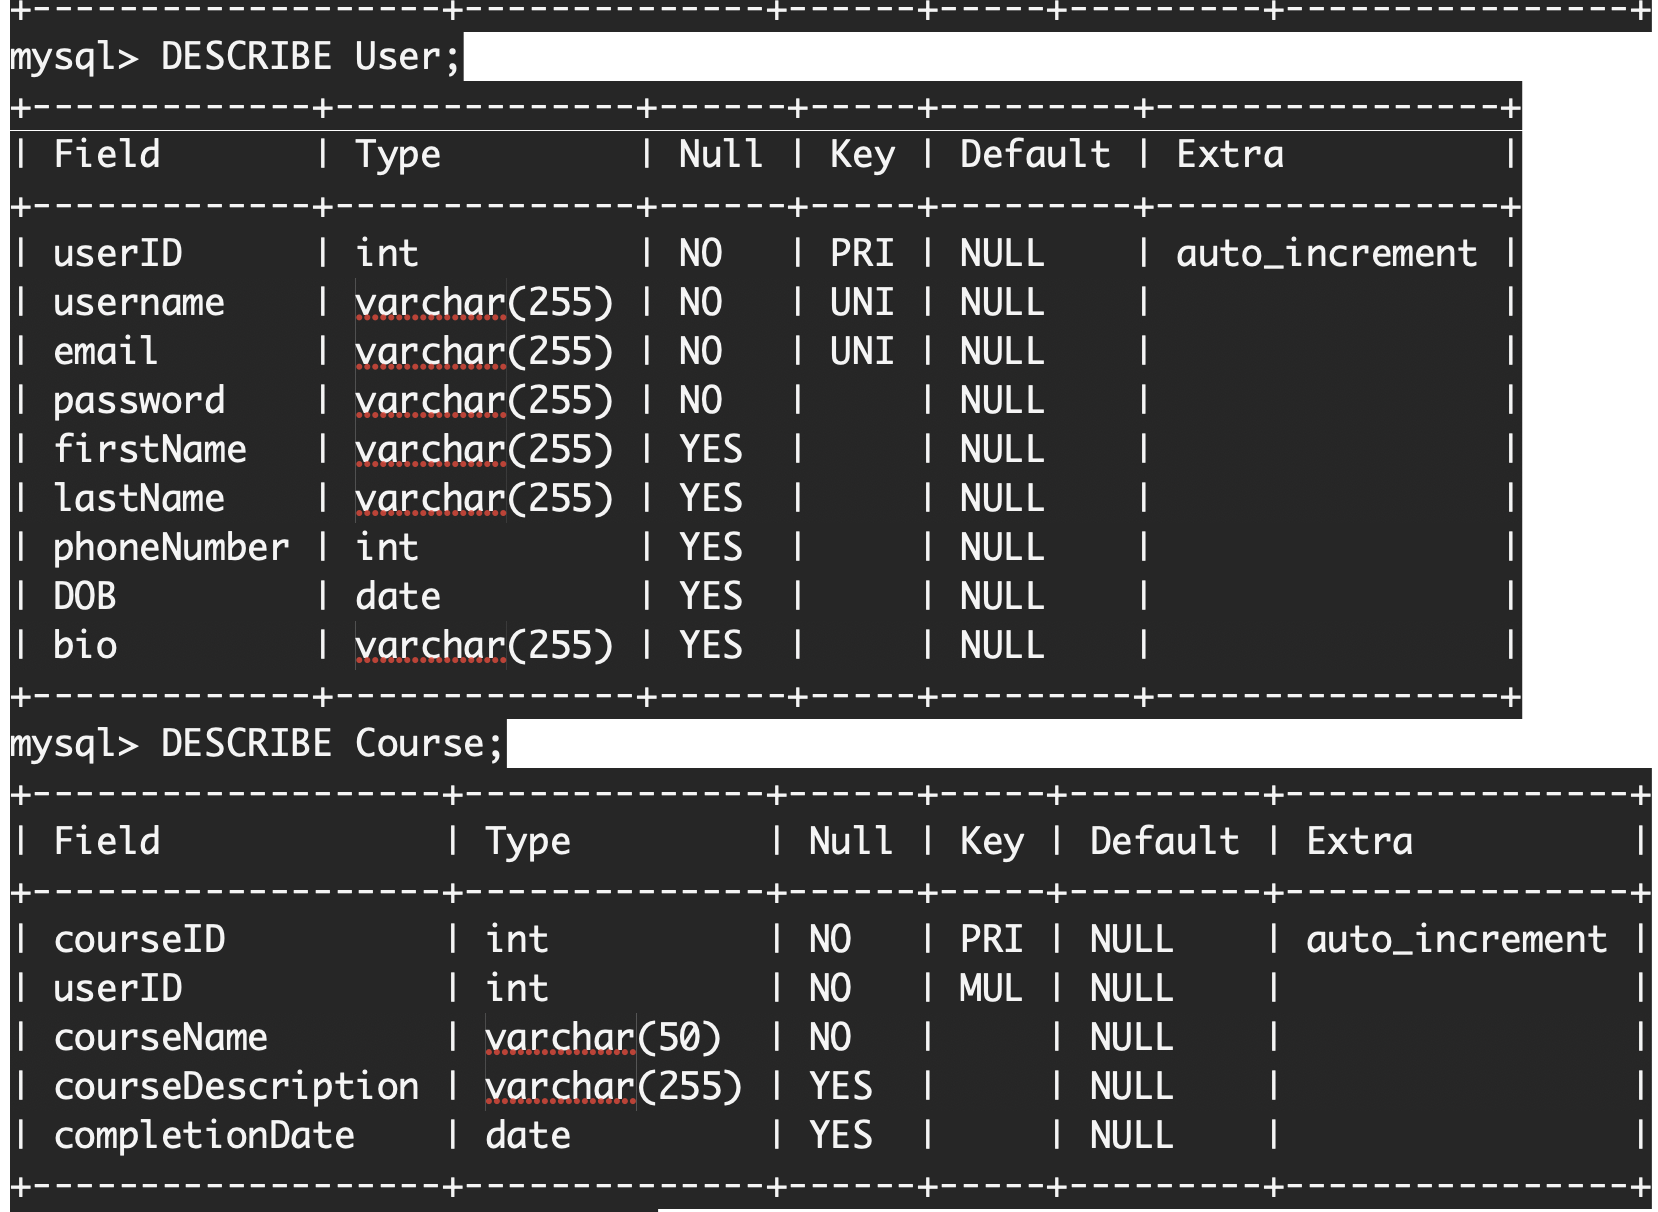 +-------------------+--------------+------+-----+---------+----------------+
mysql> DESCRIBE User;
+-------------+--------------+------+-----+---------+----------------+
| Field       | Type         | Null | Key | Default | Extra          |
+-------------+--------------+------+-----+---------+----------------+
| userID      | int          | NO   | PRI | NULL    | auto_increment |
| username    | varchar(255) | NO   | UNI | NULL    |                |
| email       | varchar(255) | NO   | UNI | NULL    |                |
| password    | varchar(255) | NO   |     | NULL    |                |
| firstName   | varchar(255) | YES  |     | NULL    |                |
| lastName    | varchar(255) | YES  |     | NULL    |                |
| phoneNumber | int          | YES  |     | NULL    |                |
| DOB         | date         | YES  |     | NULL    |                |
| bio         | varchar(255) | YES  |     | NULL    |                |
+-------------+--------------+------+-----+---------+----------------+
mysql> DESCRIBE Course;
+-------------------+--------------+------+-----+---------+----------------+
| Field             | Type         | Null | Key | Default | Extra          |
+-------------------+--------------+------+-----+---------+----------------+
| courseID          | int          | NO   | PRI | NULL    | auto_increment |
| userID            | int          | NO   | MUL | NULL    |                |
| courseName        | varchar(50)  | NO   |     | NULL    |                |
| courseDescription | varchar(255) | YES  |     | NULL    |                |
| completionDate    | date         | YES  |     | NULL    |                |
+-------------------+--------------+------+-----+---------+----------------+